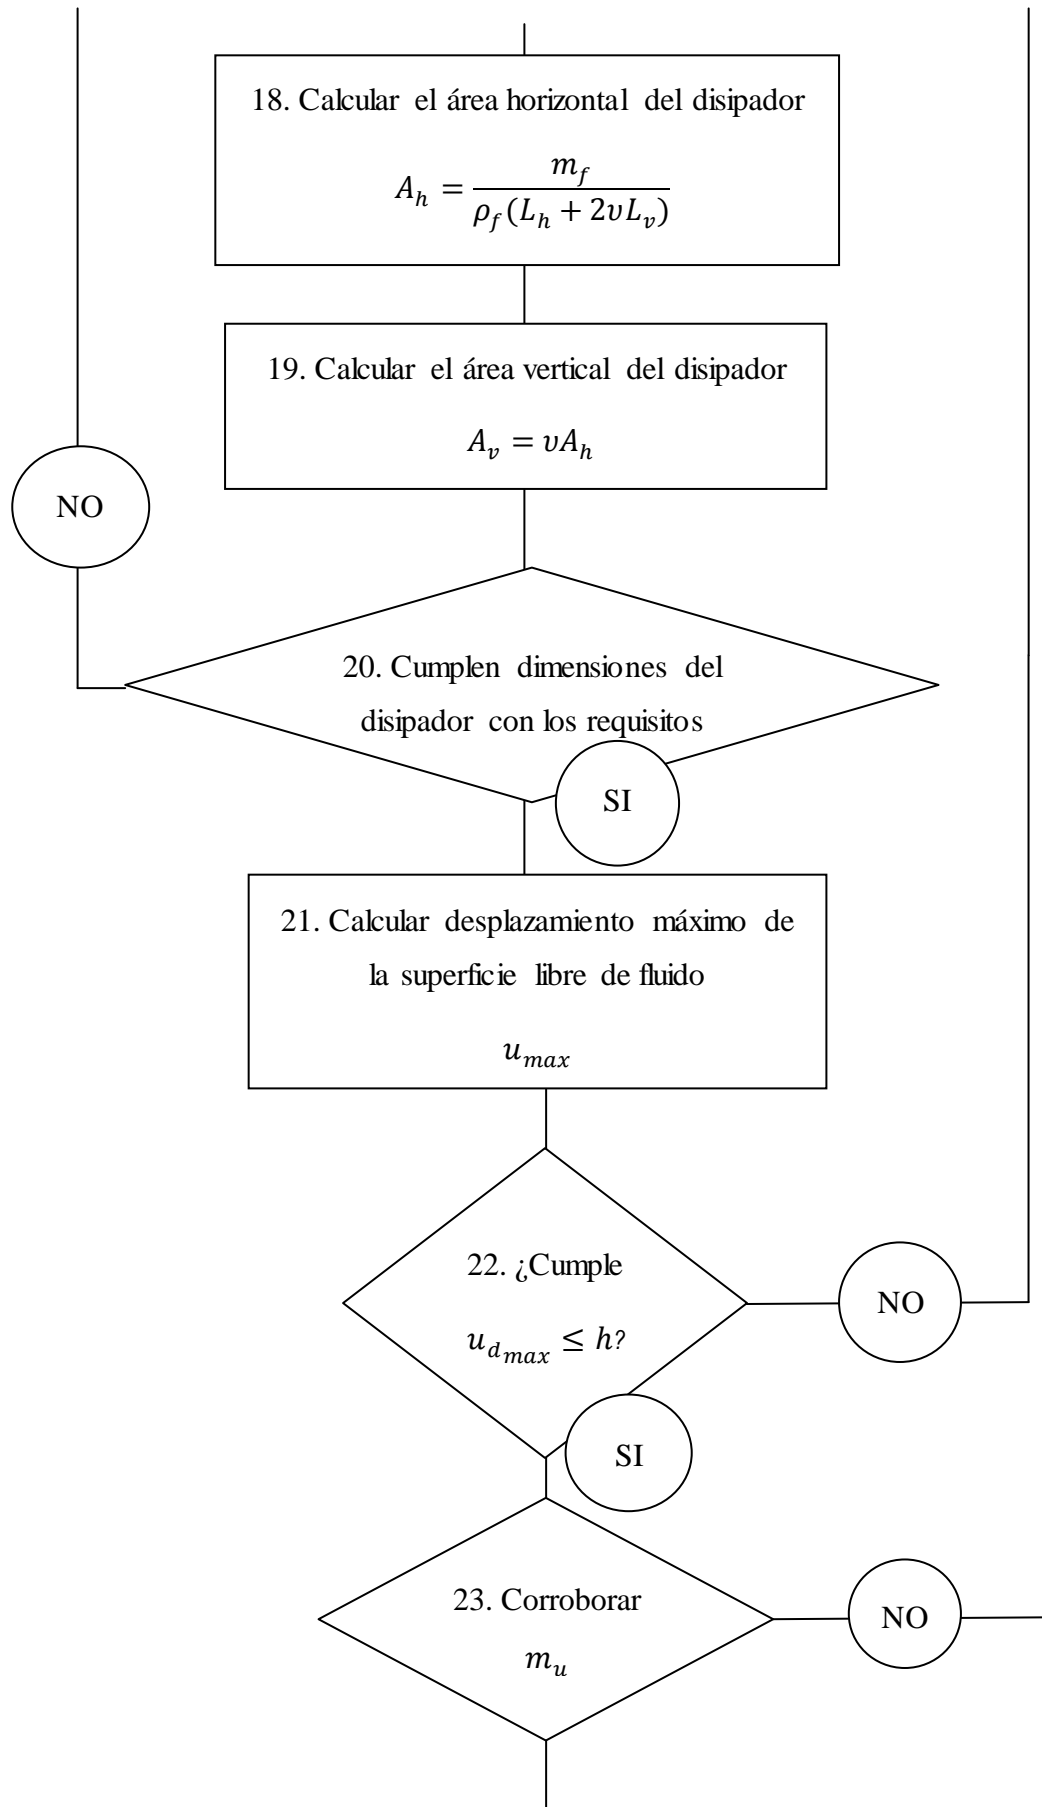 18. Calcular el área horizontal del disipador
A_h = m_f / ρ_f(L_h + 2υL_v)
19. Calcular el área vertical del disipador
A_v = υA_h
NO
20. Cumplen dimensiones del
disipador con los requisitos
SI
21. Calcular desplazamiento máximo de
la superficie libre de fluido
u_max
22. ¿Cumple
u_d_max ≤ h?
NO
SI
23. Corroborar
m_u
NO